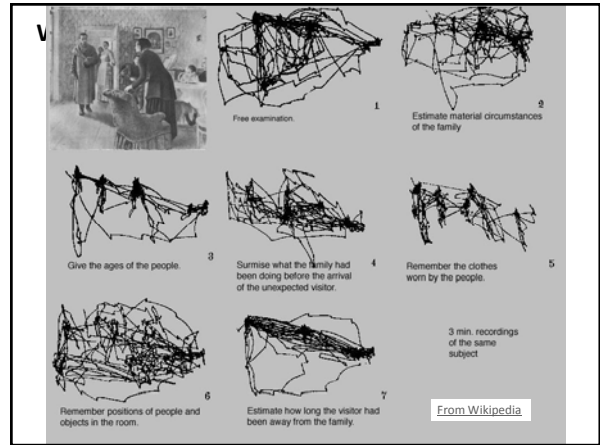 Free examination.
1
Estimate material circumstances
of the family
2
Give the ages of the people.
3
Surmise what the family had
been doing before the arrival
of the unexpected visitor.
4
Remember the clothes
worn by the people.
5
Remember positions of people and
objects in the room.
6
Estimate how long the visitor had
been away from the family.
7
3 min. recordings
of the same
subject
From Wikipedia